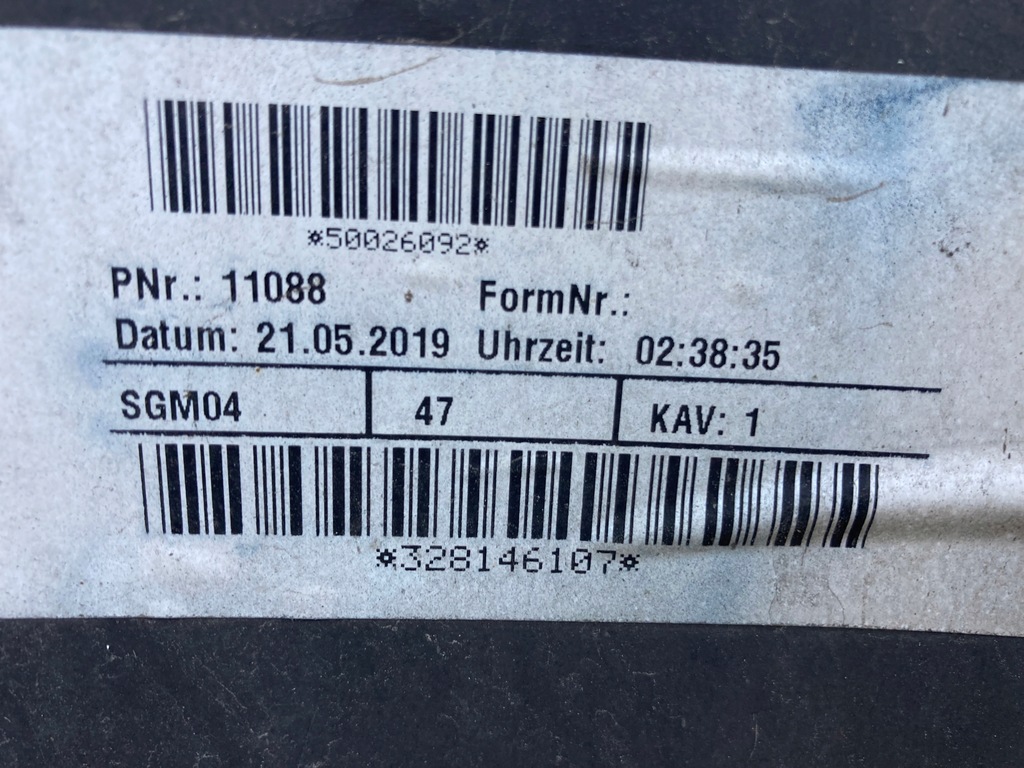 *50026092*
PNr.: 11088 FormNr.:
Datum: 21.05.2019 Uhrzeit: 02:38:35
SGM04 47 KAV: 1
*328146107*